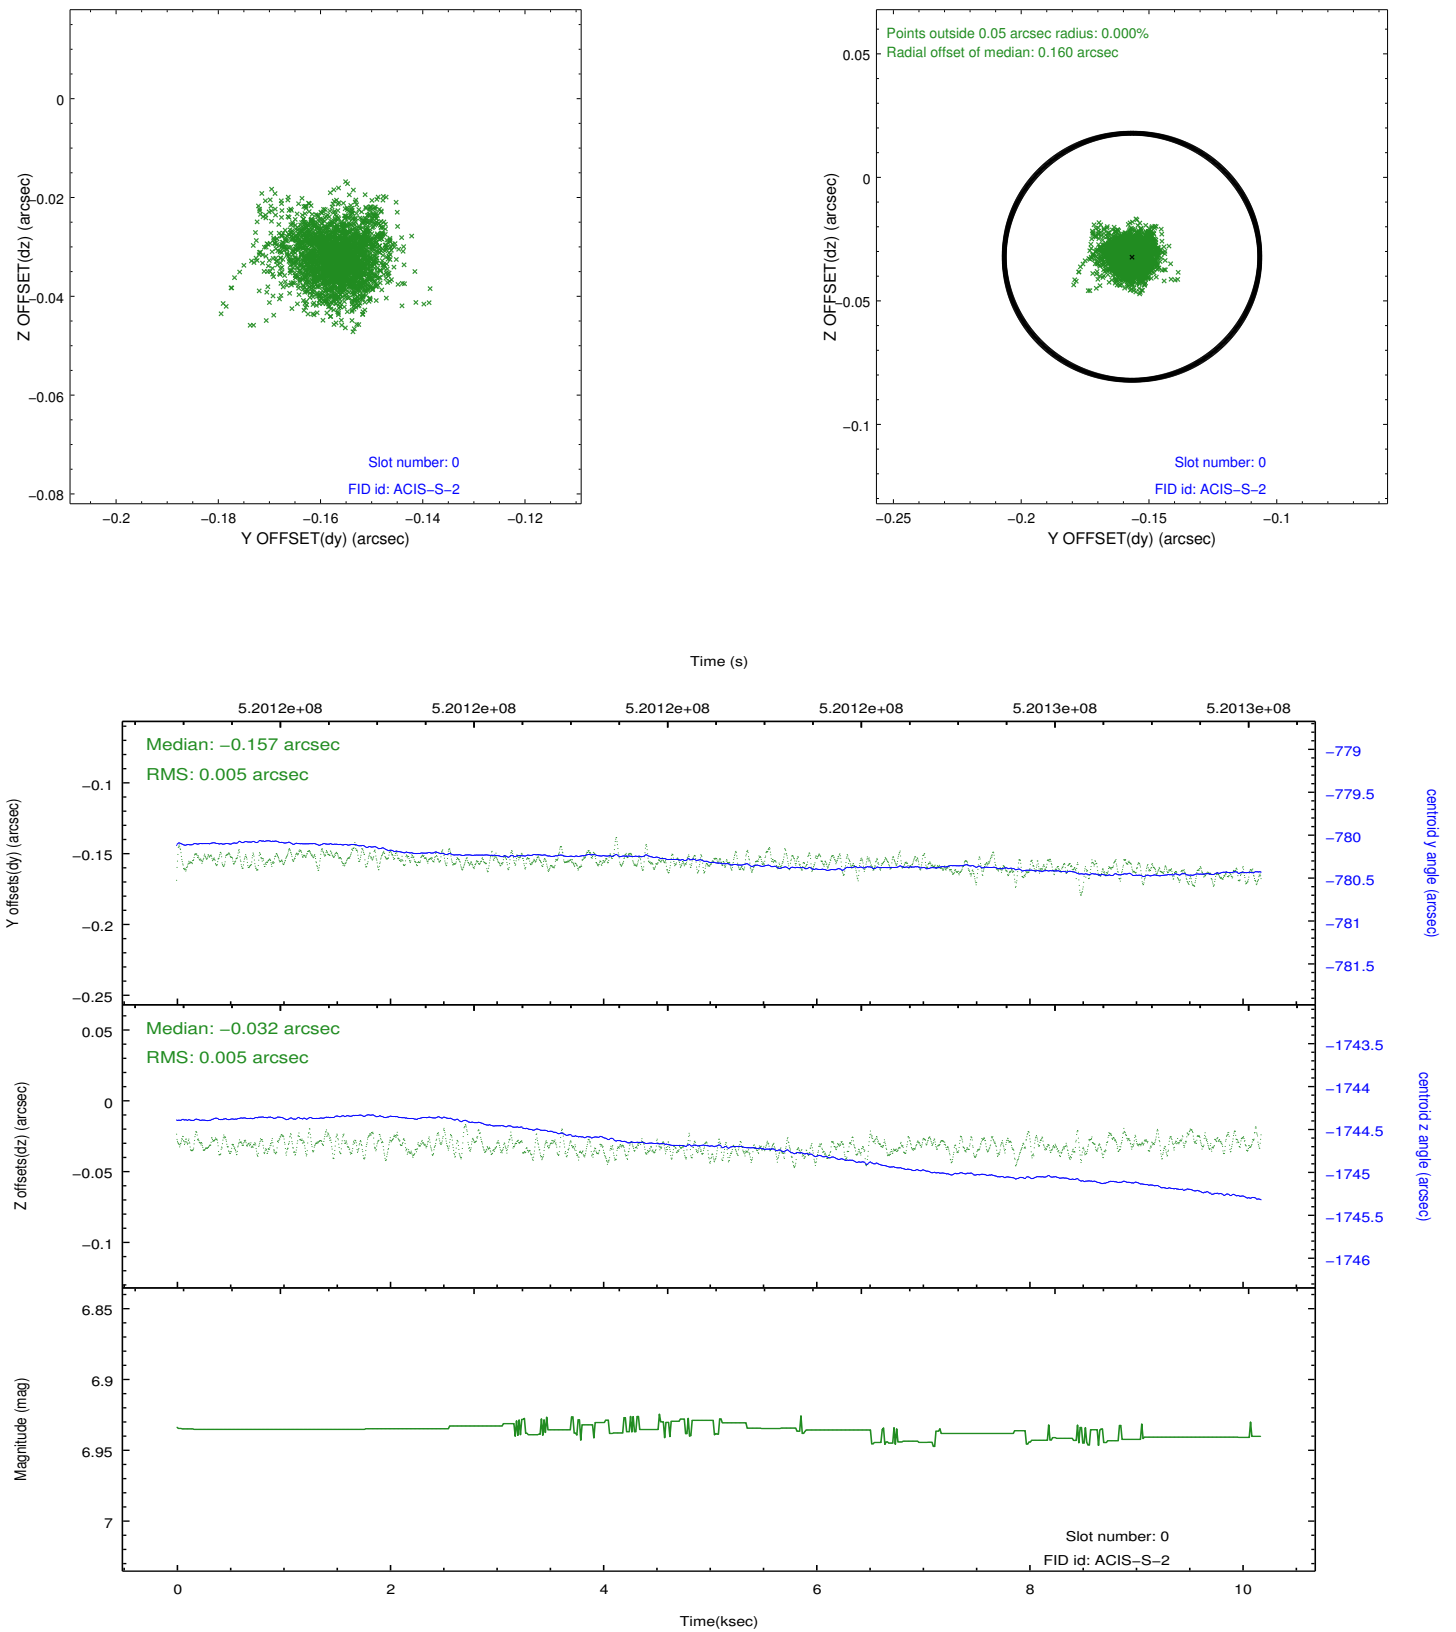 0
−0.02
−0.04
−0.06
−0.08
Z OFFSET(dz) (arcsec)
Slot number: 0
FID id: ACIS−S−2
−0.2
−0.18
−0.16
−0.14
−0.12
Y OFFSET(dy) (arcsec)
Points outside 0.05 arcsec radius: 0.000%
Radial offset of median: 0.160 arcsec
0.05
0
−0.05
−0.1
Z OFFSET(dz) (arcsec)
Slot number: 0
FID id: ACIS−S−2
−0.25
−0.2
−0.15
−0.1
Y OFFSET(dy) (arcsec)
Time (s)
5.2012e+08
5.2012e+08
5.2012e+08
5.2012e+08
5.2013e+08
5.2013e+08
Median: −0.157 arcsec
RMS: 0.005 arcsec
−0.1
−0.15
−0.2
−0.25
Y offsets(dy) (arcsec)
−779
−779.5
−780
−780.5
−781
−781.5
centroid y angle (arcsec)
Median: −0.032 arcsec
RMS: 0.005 arcsec
0.05
0
−0.05
−0.1
Z offsets(dz) (arcsec)
−1743.5
−1744
−1744.5
−1745
−1745.5
−1746
centroid z angle (arcsec)
6.85
6.9
6.95
7
Magnitude (mag)
Slot number: 0
FID id: ACIS−S−2
0
2
4
6
8
10
Time(ksec)